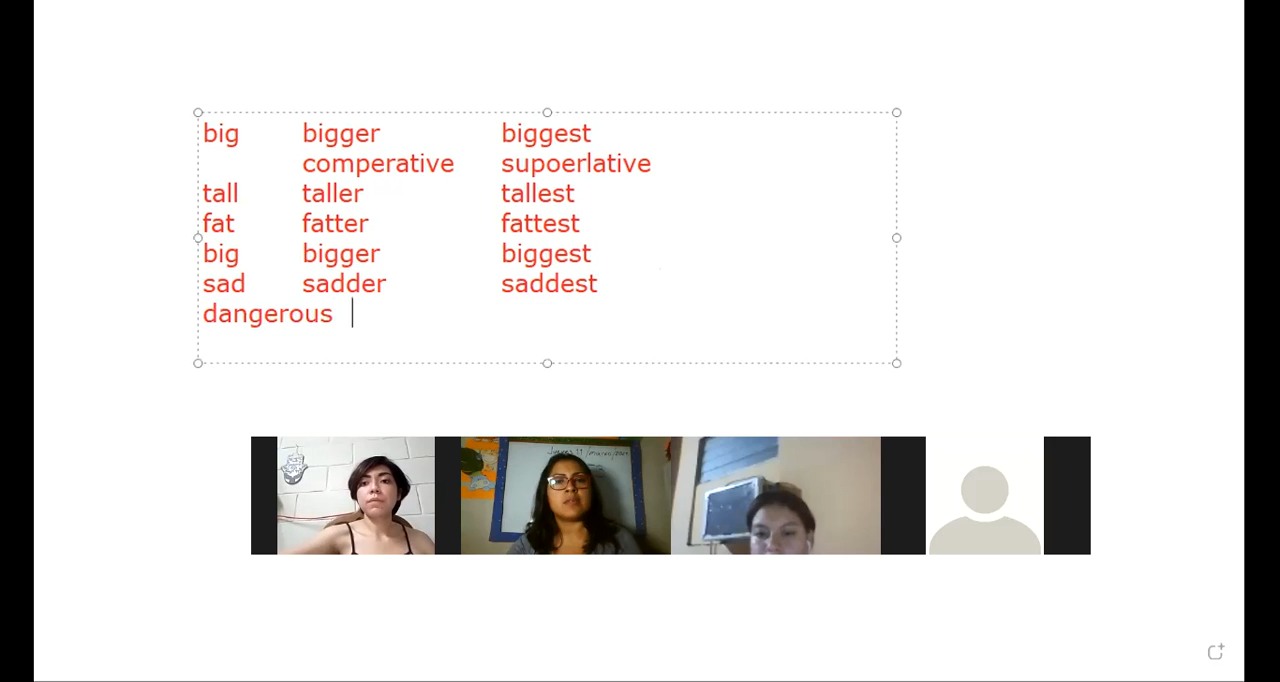 big bigger biggest
comperative supoerlative
tall taller tallest
fat fatter fattest
big bigger biggest
sad sadder saddest
dangerous